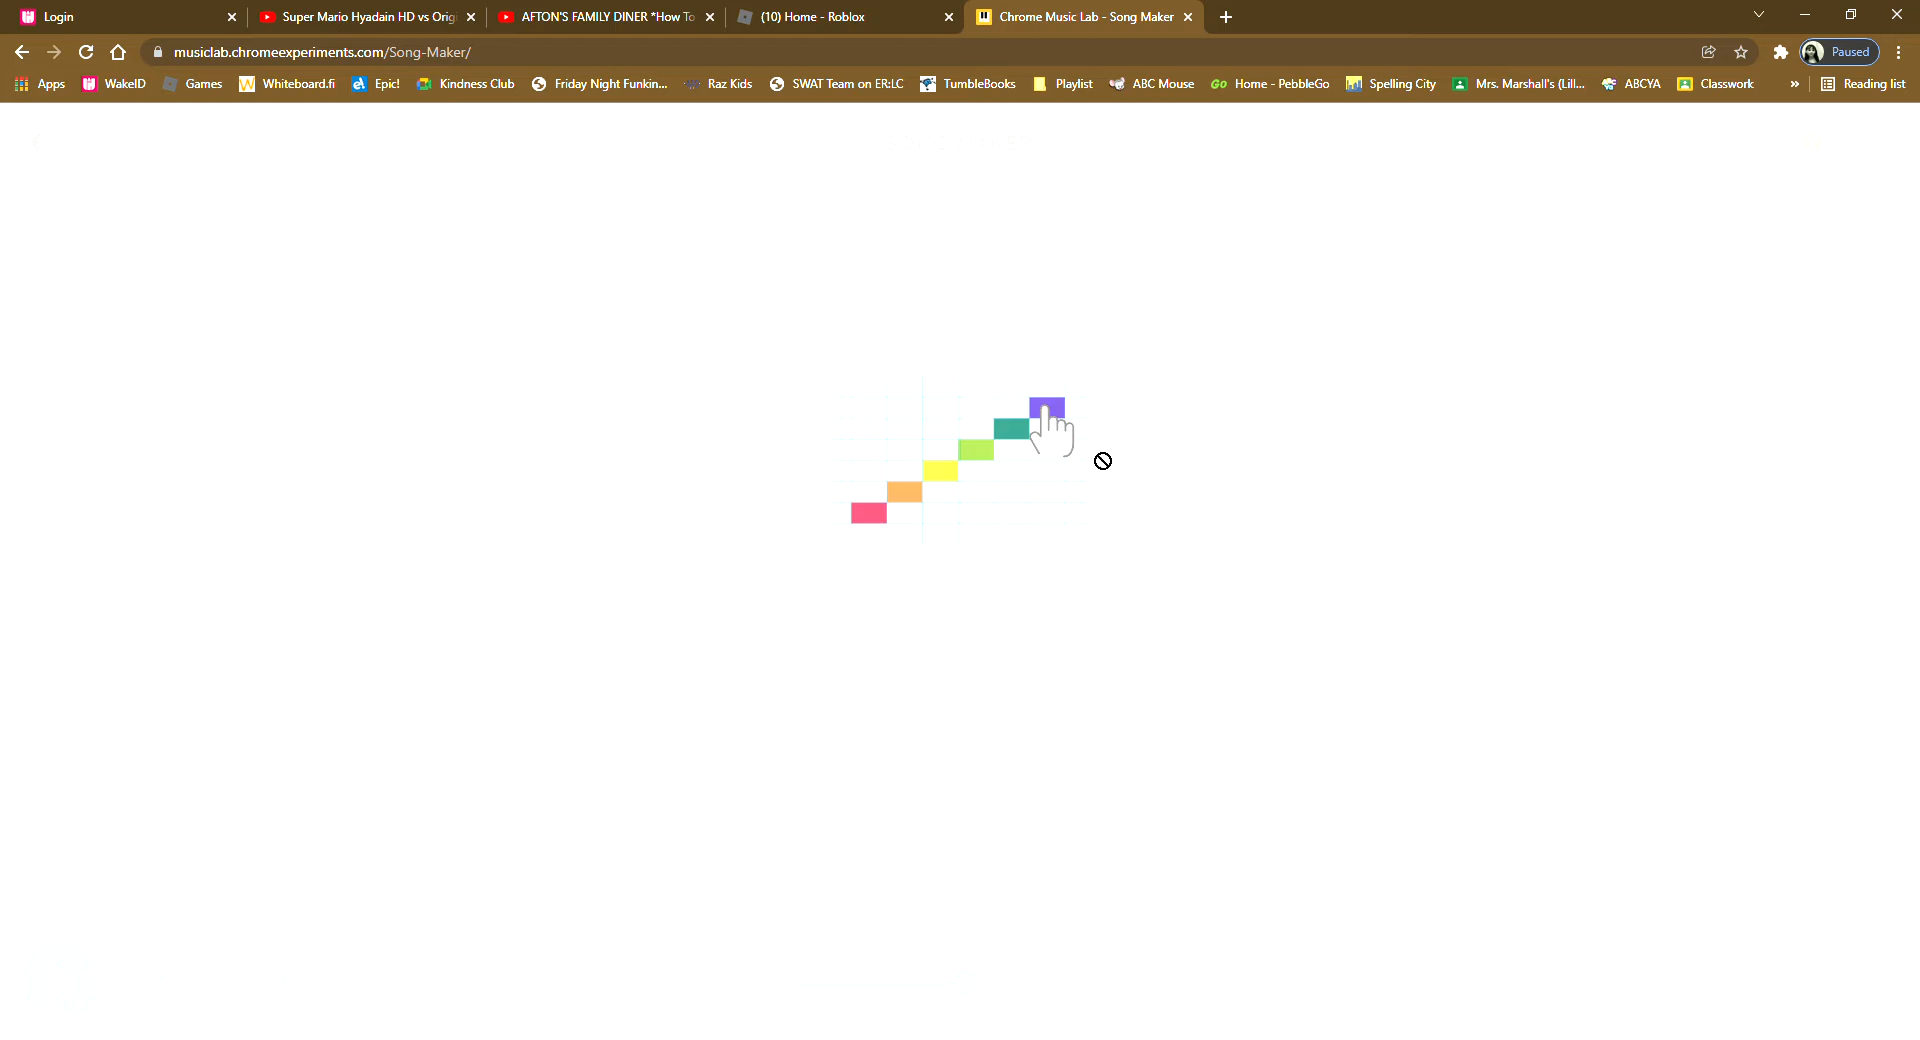 Login
Super Mario Hyadain HD vs Orig
AFTON'S FAMILY DINER *How To
(10) Home - Roblox
Chrome Music Lab - Song Maker
musiclab.chromeexperiments.com/Song-Maker/
Paused
Apps
WakeID
Games
Whiteboard.fi
Epic!
Kindness Club
Friday Night Funkin...
Raz Kids
SWAT Team on ER:LC
TumbleBooks
Playlist
ABC Mouse
Home - PebbleGo
Spelling City
Mrs. Marshall's (Lill...
ABCYA
Classwork
»
Reading list